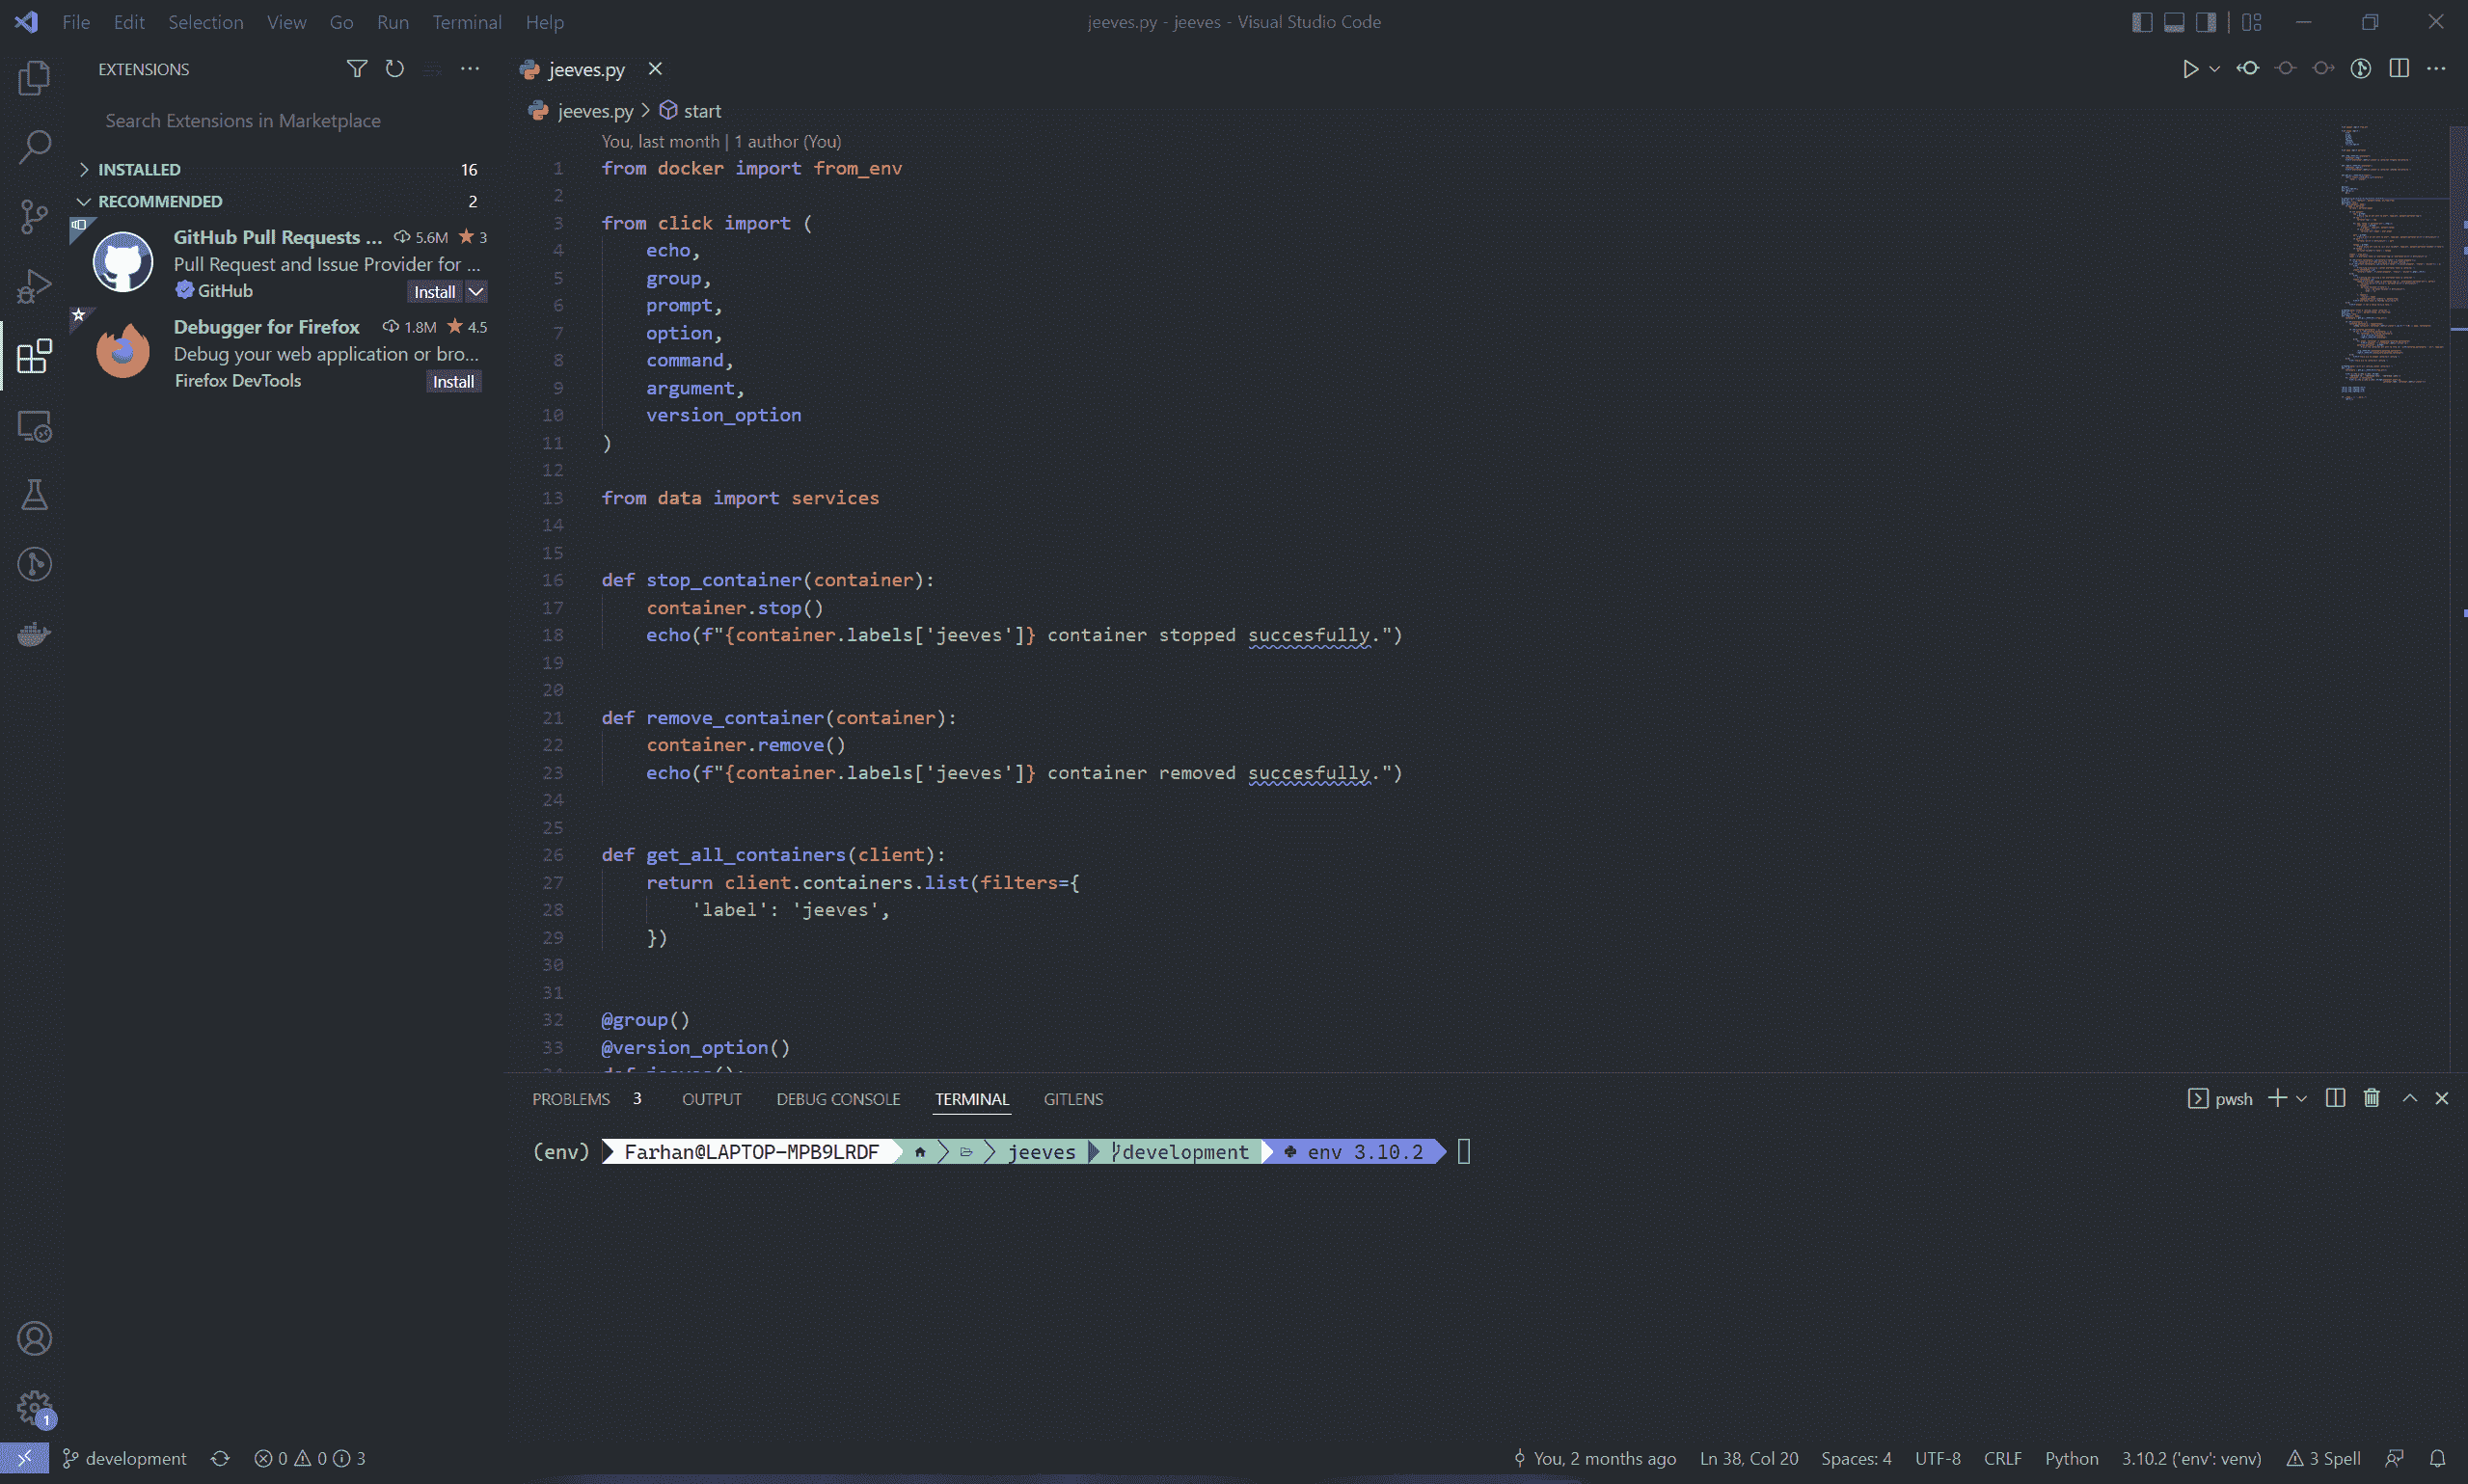 File Edit Selection View Go Run Terminal Help
jeeves.py - jeeves - Visual Studio Code
EXTENSIONS
Search Extensions in Marketplace
INSTALLED 16
RECOMMENDED 2
GitHub Pull Requests ... 5.6M 3
Pull Request and Issue Provider for ...
GitHub Install
Debugger for Firefox 1.8M 4.5
Debug your web application or bro...
Firefox DevTools Install
jeeves.py
jeeves.py > start
You, last month | 1 author (You)
1 from docker import from_env
2
3 from click import (
4     echo,
5     group,
6     prompt,
7     option,
8     command,
9     argument,
10     version_option
11 )
12
13 from data import services
14
15
16 def stop_container(container):
17     container.stop()
18     echo(f"{container.labels['jeeves']} container stopped succesfully.")
19
20
21 def remove_container(container):
22     container.remove()
23     echo(f"{container.labels['jeeves']} container removed succesfully.")
24
25
26 def get_all_containers(client):
27     return client.containers.list(filters={
28         'label': 'jeeves',
29     })
30
31
32 @group()
33 @version_option()
34 def jeeves():
PROBLEMS 3 OUTPUT DEBUG CONSOLE TERMINAL GITLENS
pwsh
(env) Farhan@LAPTOP-MPB9LRDF jeeves development env 3.10.2
1
development 0 0 3
You, 2 months ago Ln 38, Col 20 Spaces: 4 UTF-8 CRLF Python 3.10.2 ('env': venv) 3 Spell